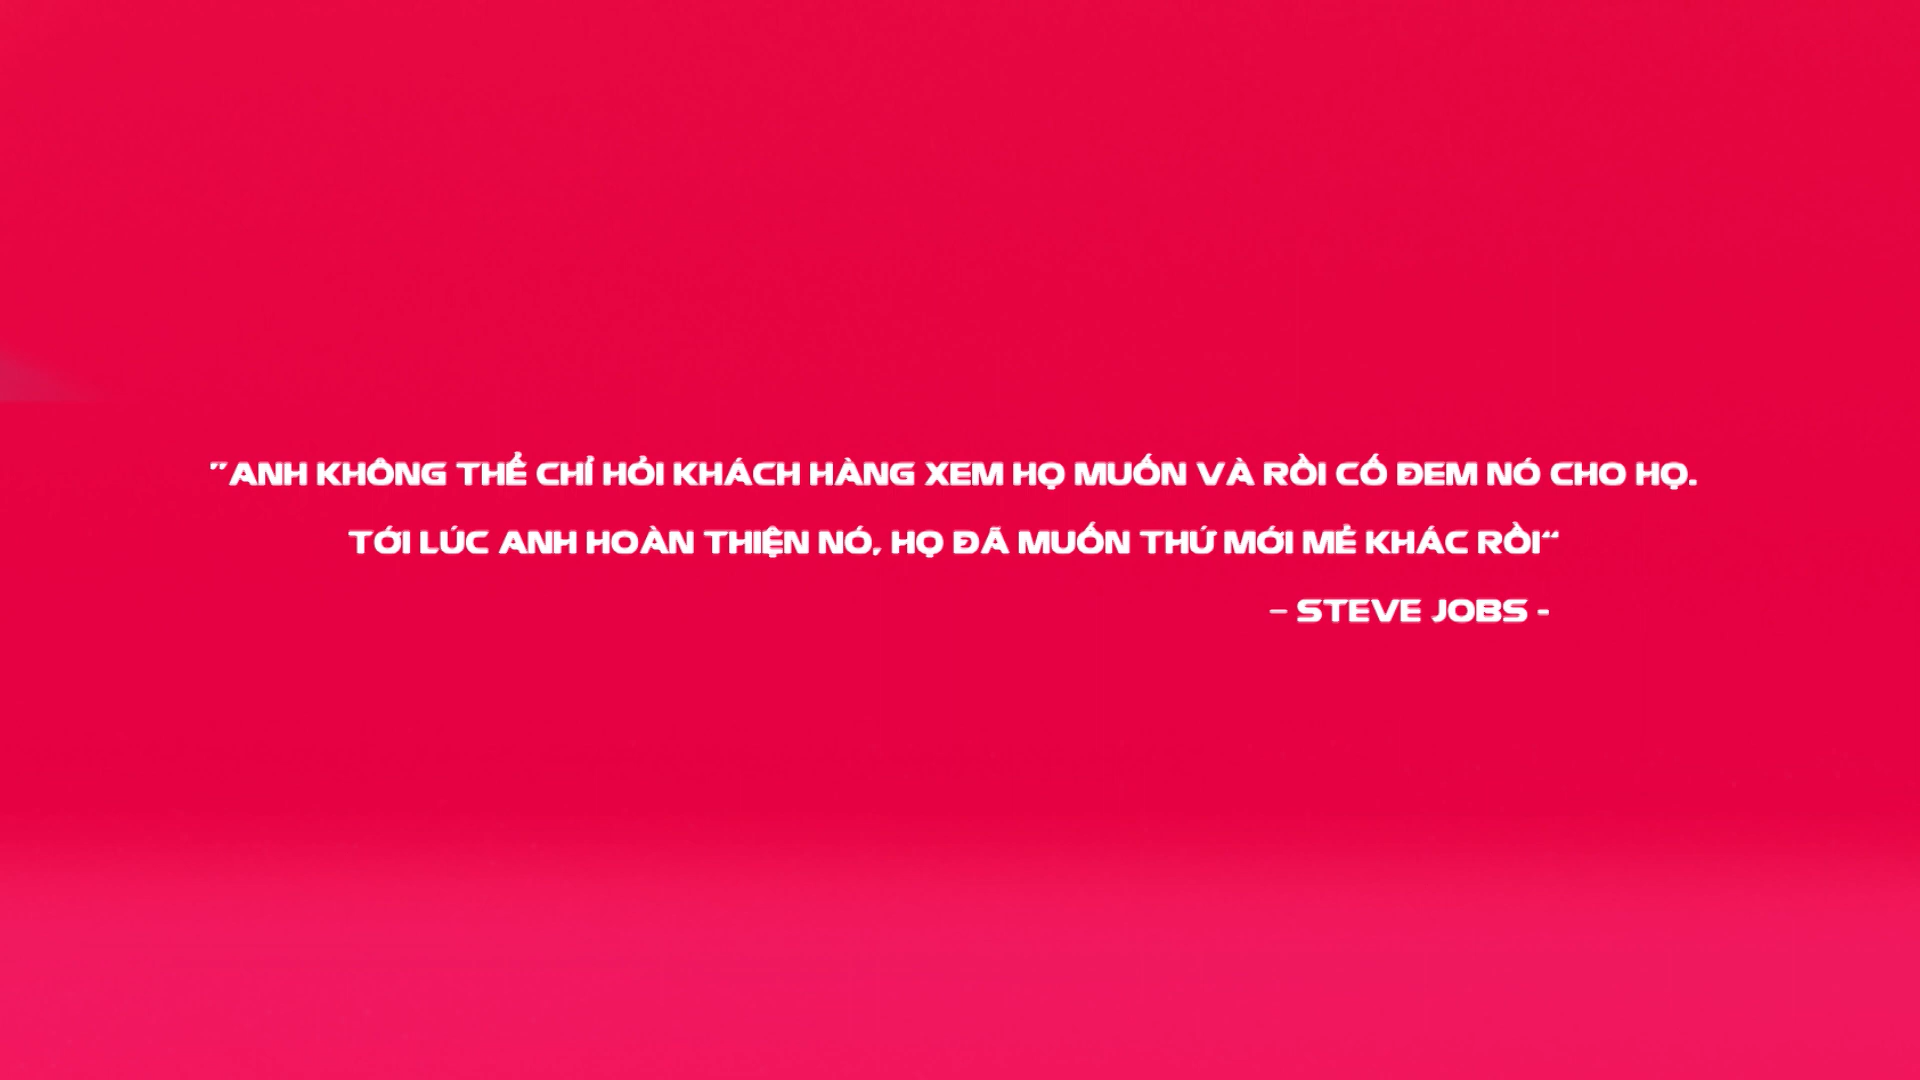 "ANH KHÔNG THỂ CHỈ HỎI KHÁCH HÀNG XEM HỌ MUỐN VÀ RỒI CỐ ĐEM NÓ CHO HỌ.
TỚI LÚC ANH HOÀN THIỆN NÓ, HỌ ĐÃ MUỐN THỨ MỚI MẺ KHÁC RỒI“
– STEVE JOBS -